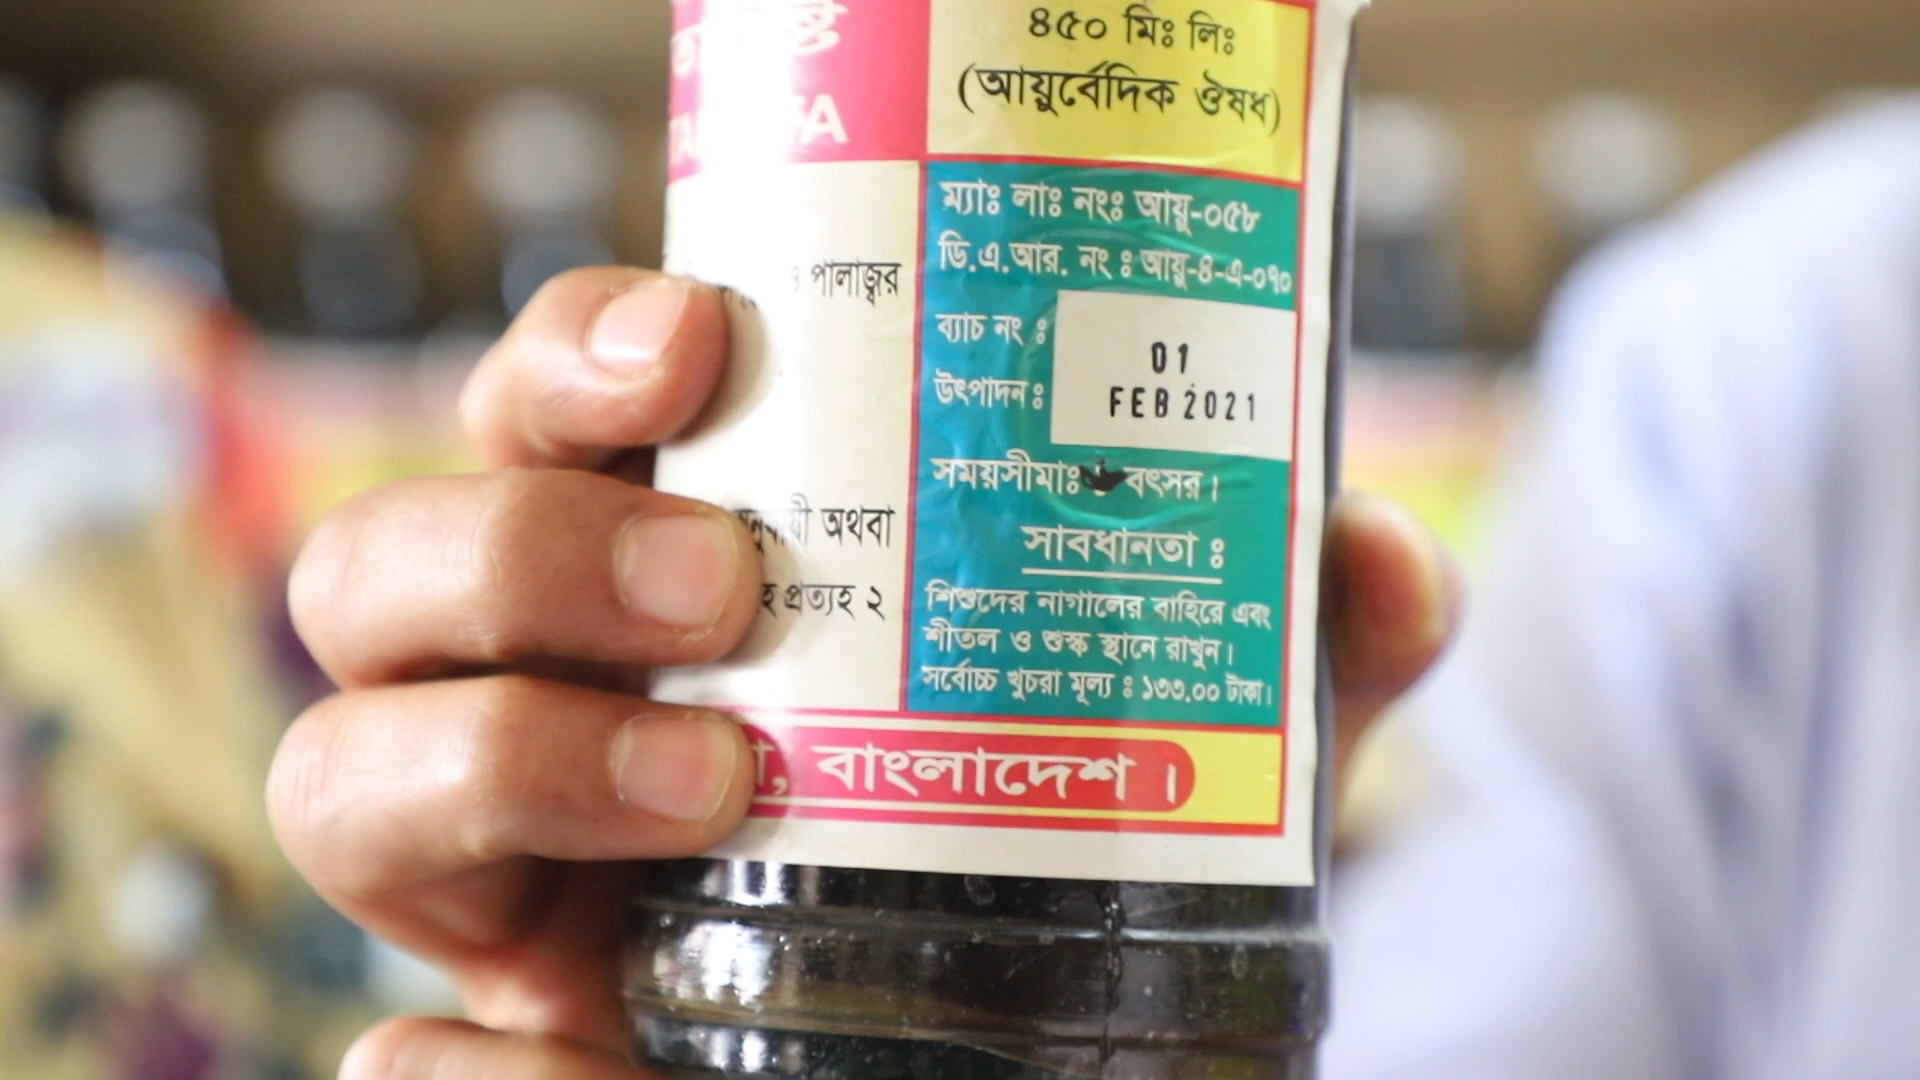 ৪৫০ মিঃ লিঃ
(আয়ুর্বেদিক ঔষধ)
ম্যাঃ লাঃ নংঃ আয়ু-০৫৮
ডি.এ.আর. নং ঃ আয়ু-৪-এ-০৭০
ব্যাচ নং ঃ 01
উৎপাদন ঃ FEB 2021
সময়সীমাঃ বৎসর।
সাবধানতা ঃ
শিশুদের নাগালের বাহিরে এবং
শীতল ও শুস্ক স্থানে রাখুন।
সর্বোচ্চ খুচরা মূল্য ঃ ১৩৩.০০ টাকা।
পালাজ্বর
অথবা
প্রত্যহ ২
বাংলাদেশ।